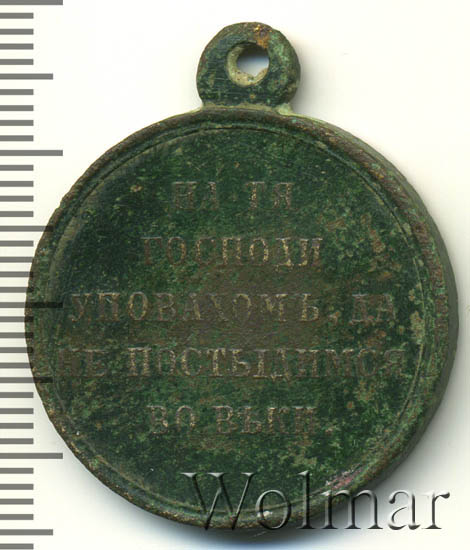 НА ТЯ
ГОСПОДИ
УПОВАХОМЪ, ДА
НЕ ПОСТЫДИМСЯ
ВО ВѢКИ
Wolmar